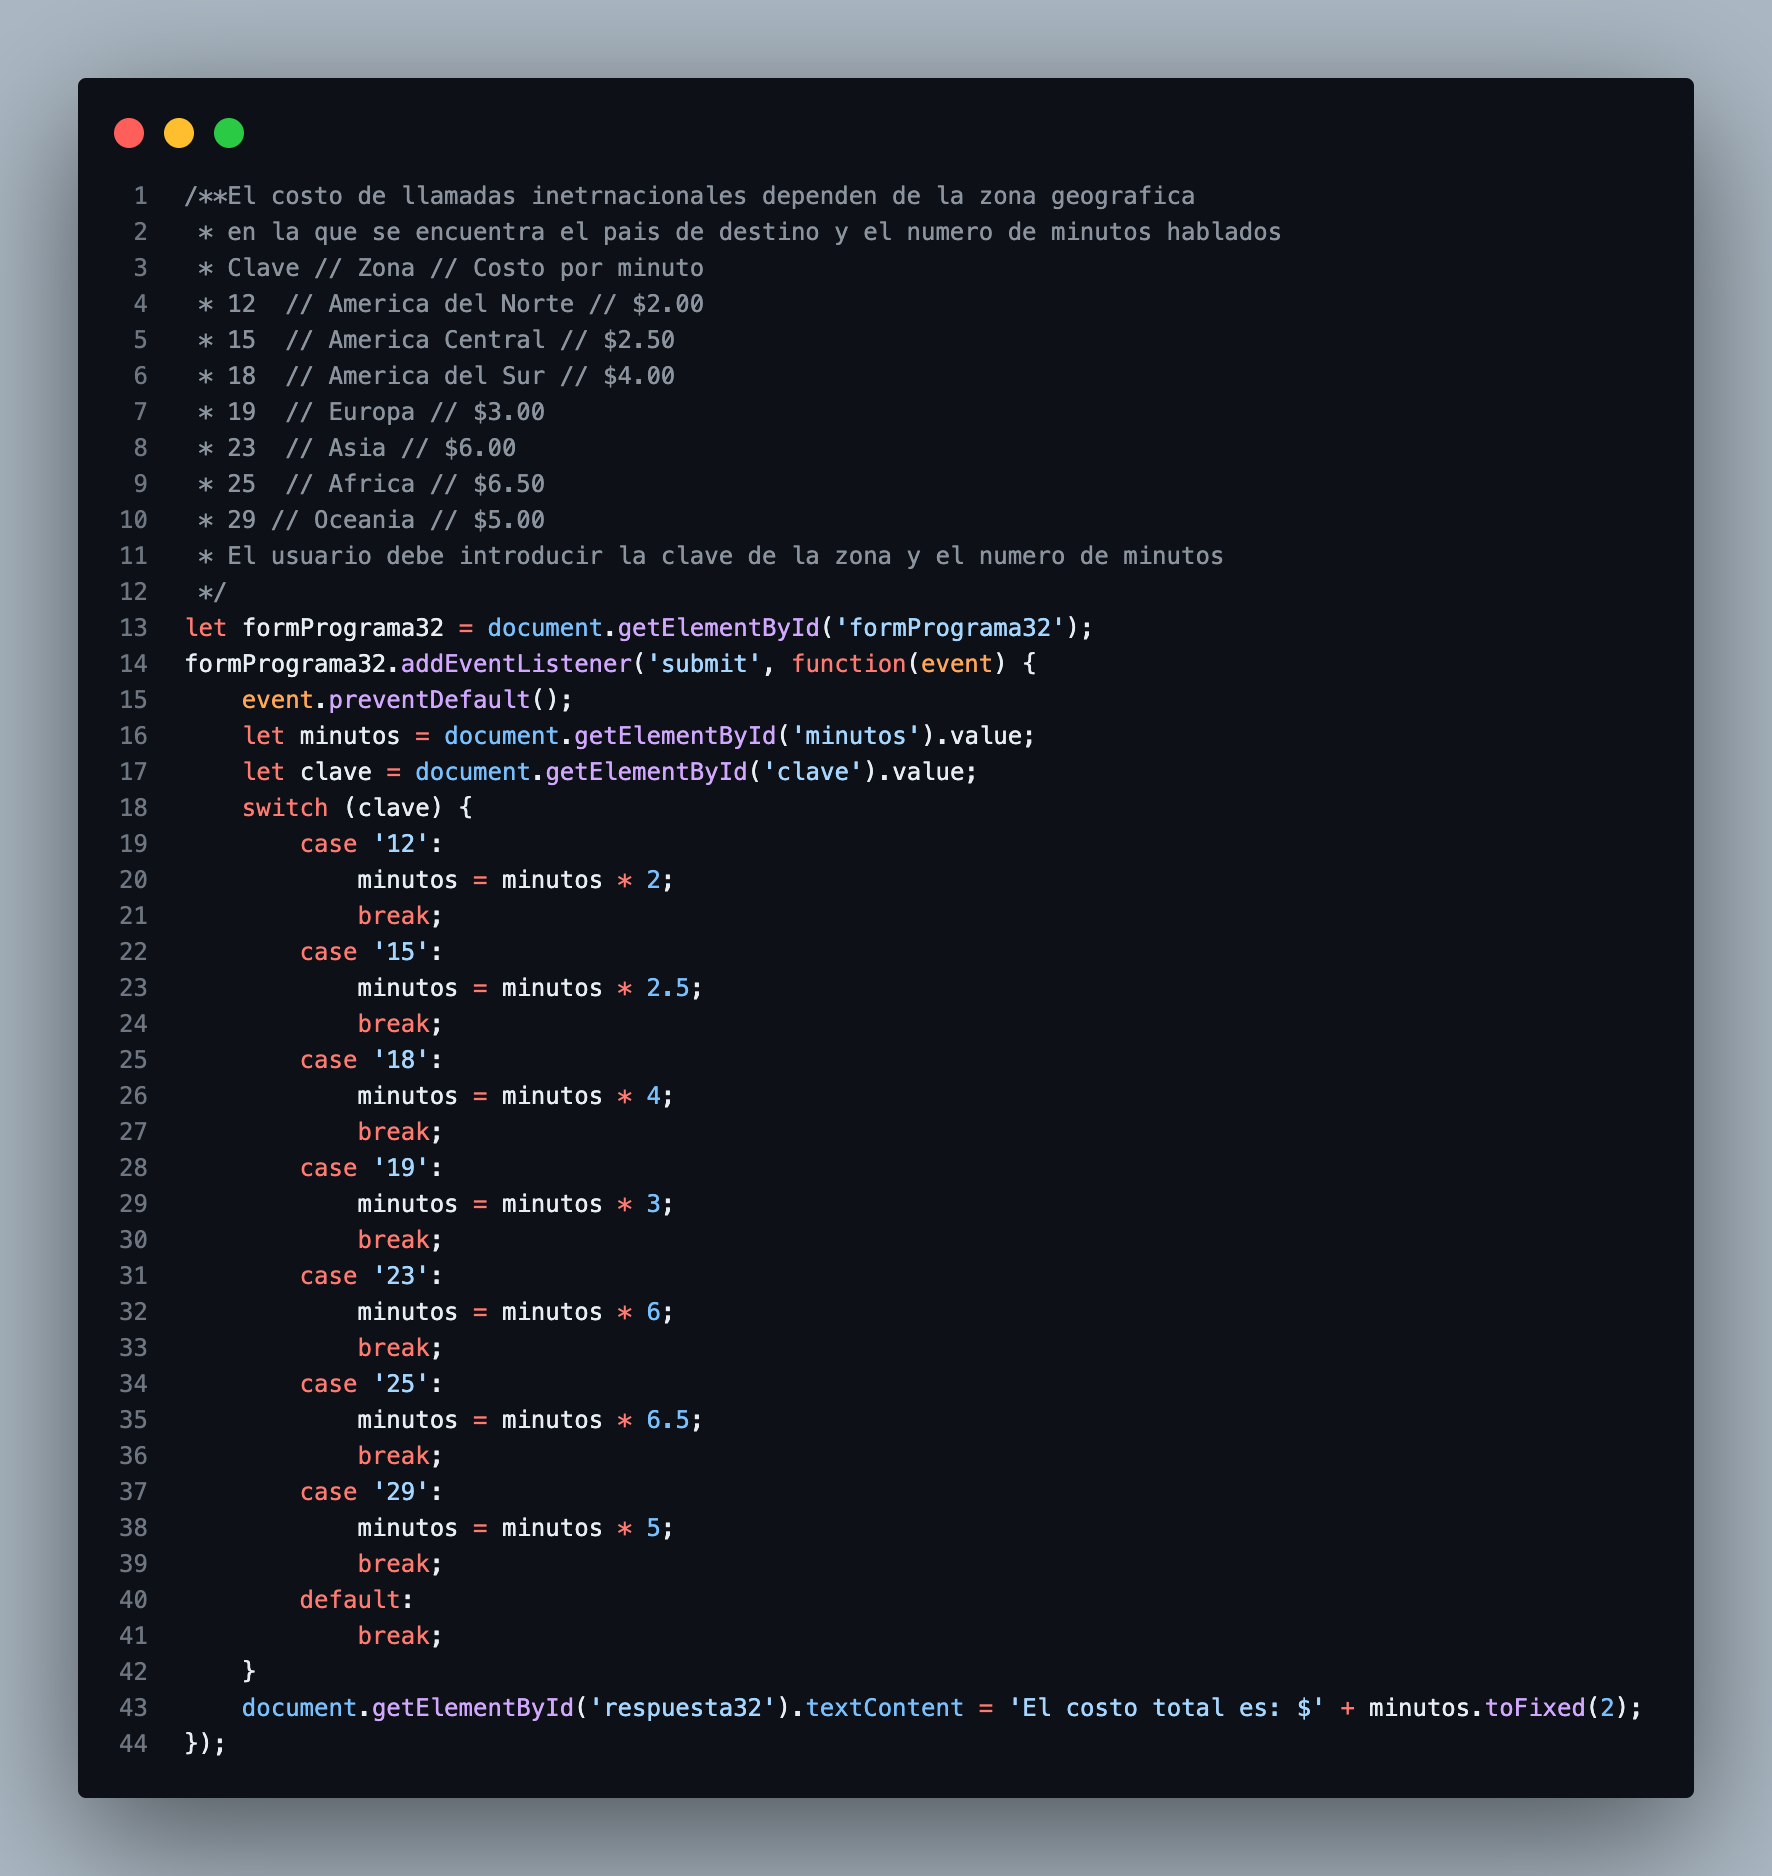 1 /**El costo de llamadas inetrnacionales dependen de la zona geografica
2  * en la que se encuentra el pais de destino y el numero de minutos hablados
3  * Clave // Zona // Costo por minuto
4  * 12  // America del Norte // $2.00
5  * 15  // America Central // $2.50
6  * 18  // America del Sur // $4.00
7  * 19  // Europa // $3.00
8  * 23  // Asia // $6.00
9  * 25  // Africa // $6.50
10  * 29 // Oceania // $5.00
11  * El usuario debe introducir la clave de la zona y el numero de minutos
12  */
13 let formPrograma32 = document.getElementById('formPrograma32');
14 formPrograma32.addEventListener('submit', function(event) {
15     event.preventDefault();
16     let minutos = document.getElementById('minutos').value;
17     let clave = document.getElementById('clave').value;
18     switch (clave) {
19         case '12':
20             minutos = minutos * 2;
21             break;
22         case '15':
23             minutos = minutos * 2.5;
24             break;
25         case '18':
26             minutos = minutos * 4;
27             break;
28         case '19':
29             minutos = minutos * 3;
30             break;
31         case '23':
32             minutos = minutos * 6;
33             break;
34         case '25':
35             minutos = minutos * 6.5;
36             break;
37         case '29':
38             minutos = minutos * 5;
39             break;
40         default:
41             break;
42     }
43     document.getElementById('respuesta32').textContent = 'El costo total es: $' + minutos.toFixed(2);
44 });